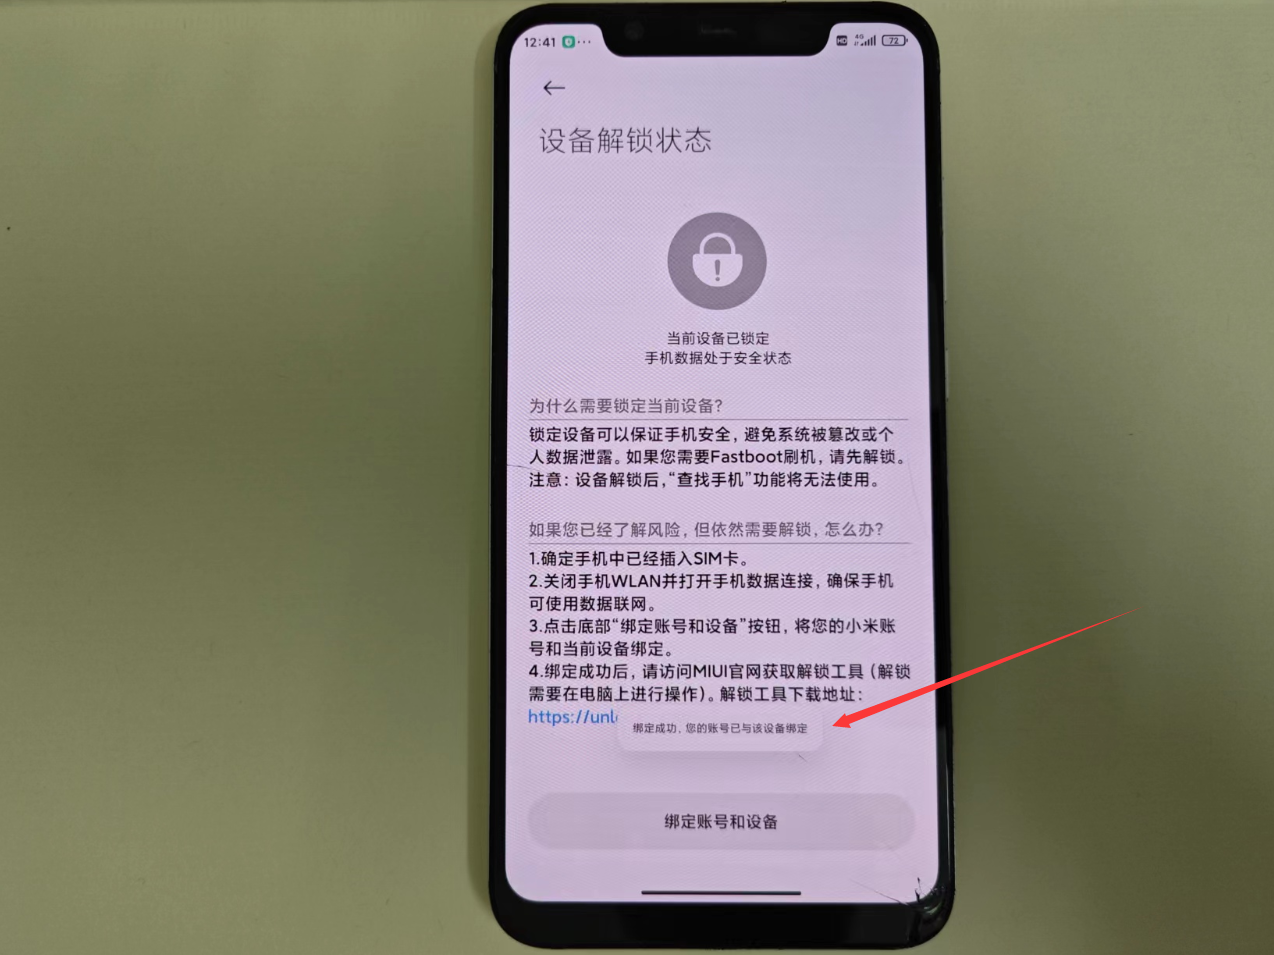 12:41
HD 4G 72
设备解锁状态
当前设备已锁定
手机数据处于安全状态
为什么需要锁定当前设备？
锁定设备可以保证手机安全，避免系统被篡改或个
人数据泄露。如果您需要Fastboot刷机，请先解锁。
注意：设备解锁后，“查找手机”功能将无法使用。
如果您已经了解风险，但依然需要解锁，怎么办？
1.确定手机中已经插入SIM卡。
2.关闭手机WLAN并打开手机数据连接，确保手机
可使用数据联网。
3.点击底部“绑定账号和设备”按钮，将您的小米账
号和当前设备绑定。
4.绑定成功后，请访问MIUI官网获取解锁工具（解锁
需要在电脑上进行操作）。解锁工具下载地址：
https://unl
绑定成功，您的账号已与该设备绑定
绑定账号和设备